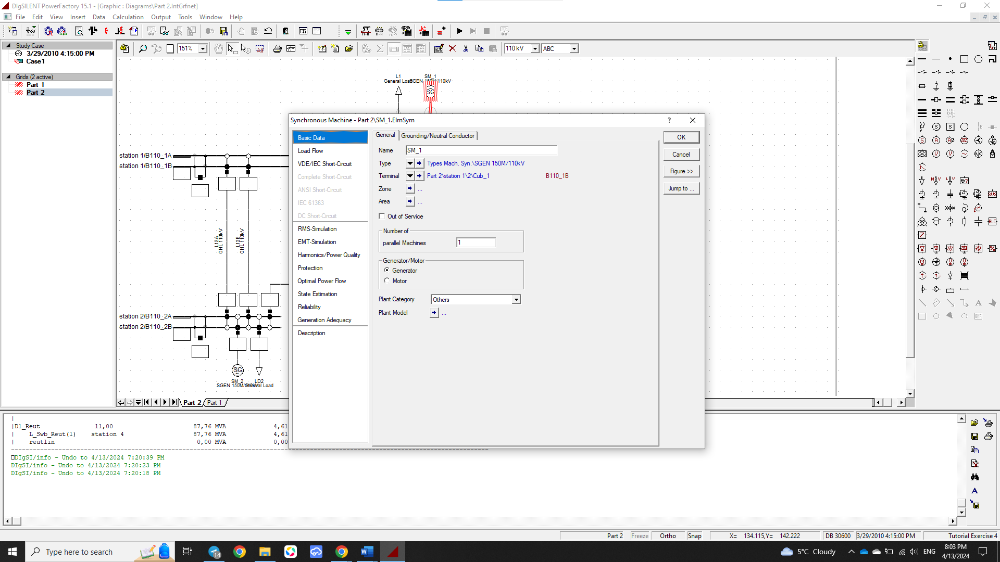 DIgSILENT PowerFactory 15.1 - [Graphic : Diagrams\Part 2.IntGrfnet]
File Edit View Insert Data Calculation Output Tools Window Help
151%
110 kV
ABC
Study Case
3/29/2010 4:15:00 PM
Case1
Grids (2 active)
Part 1
Part 2
L1
General Load
SM_1
SGEN 150M/110kV
SG
station 1/B110_1A
station 1/B110_1B
L12A
OHL 110kV
L12B
OHL 110kV
station 2/B110_2A
station 2/B110_2B
SG
SM_2
SGEN 150M/110kV
LD2
General Load
Part 2
Part 1
Synchronous Machine - Part 2\SM_1.ElmSym
?
Basic Data
Load Flow
VDE/IEC Short-Circuit
Complete Short-Circuit
ANSI Short-Circuit
IEC 61363
DC Short-Circuit
RMS-Simulation
EMT-Simulation
Harmonics/Power Quality
Protection
Optimal Power Flow
State Estimation
Reliability
Generation Adequacy
Description
General
Grounding/Neutral Conductor
Name SM_1
Type Types Mach. Syn.\SGEN 150M/110kV
Terminal Part 2\station 1\2\Cub_1 B110_1B
Zone ...
Area ...
Out of Service
Number of
parallel Machines 1
Generator/Motor
Generator
Motor
Plant Category Others
Plant Model ...
OK
Cancel
Figure >>
Jump to ...
|D1_Reut 11,00 87,76 MVA 4,61
| L_Swb_Reut(1) station 4 87,76 MVA 4,61
| reutlin 0,00 MVA 0,00
DIgSI/info - Undo to 4/13/2024 7:20:39 PM
DIgSI/info - Undo to 4/13/2024 7:20:23 PM
DIgSI/info - Undo to 4/13/2024 7:20:18 PM
Part 2 Freeze Ortho Snap X= 134.115,Y= 142.222 DB 30600 3/29/2010 4:15:00 PM Tutorial Exercise 4
Type here to search
14
5°C Cloudy
ENG
8:03 PM
4/13/2024